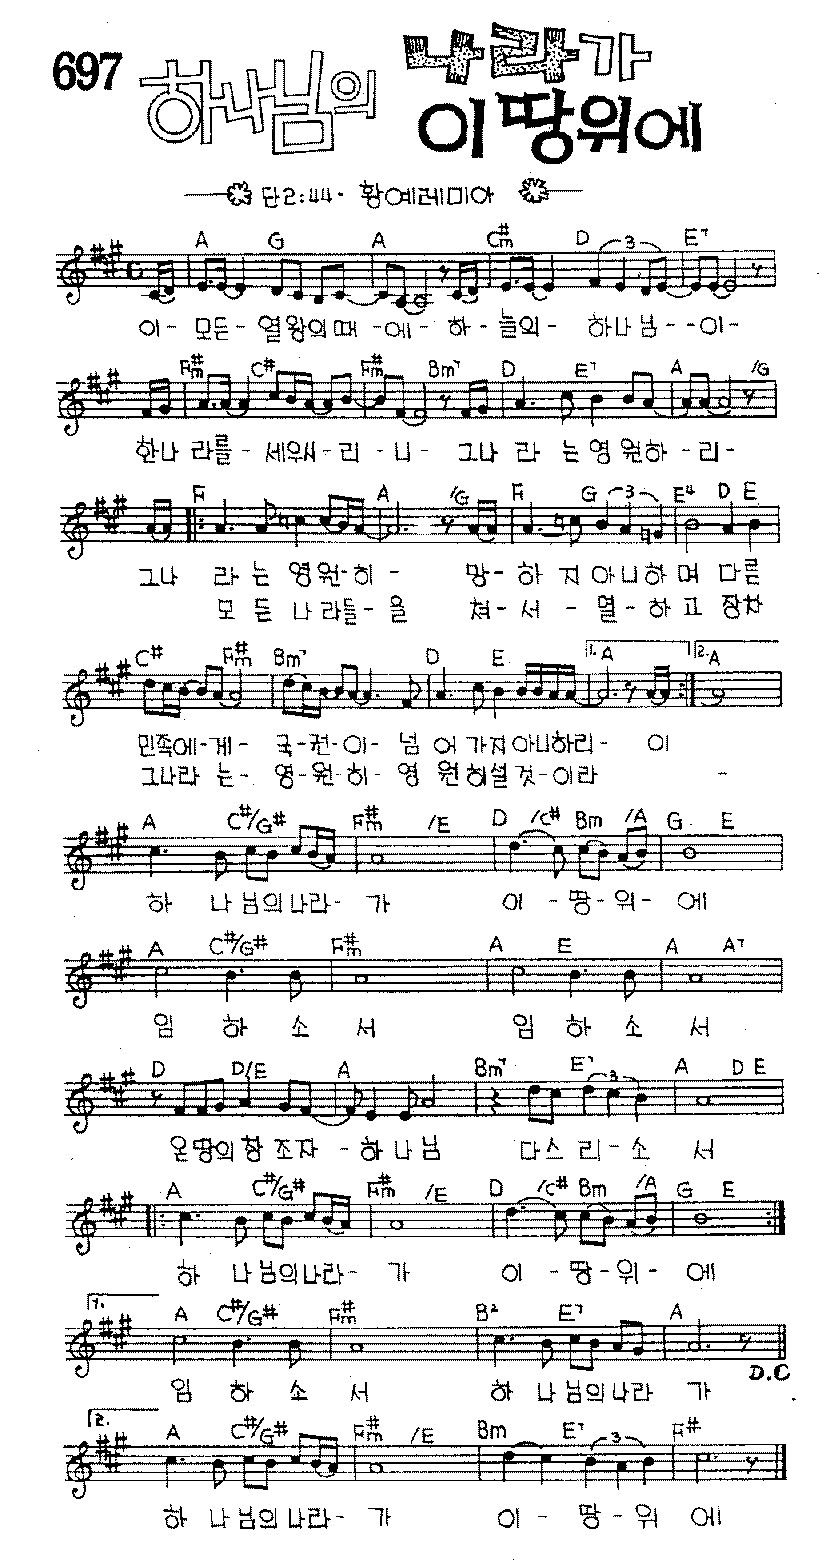 697
하나님의 나라가
이 땅위에
단2:44· 황예레미아
A G A C#m D 3 E7
이- 모든- 열왕의때 -에- 하-늘의- 하나님--이-
F#m C# F#m Bm7 D E7 A /G
한나 라를- 세우시-리 -니- 그나 라 는영원하-리-
F A /G F G 3 E4 D E
그나 라 는 영원-히 - 망-하 지아니하며 다른
모 든 나라들-을 쳐-서 -멸-하고 장차
C# F#m Bm7 D E 1. A 2. A
민족에-게- 국-권-이- 넘 어 가지아니하리- 이
그나라 는- 영-원-히- 영 원 히설것-이라 -
A C#/G# F#m /E D /C# Bm /A G E
하 나님의나라- 가 이 -땅-위- 에
A C#/G# F#m A E A A7
임 하 소 서 임 하 소 서
D D/E A Bm7 E7 3 A D E
온땅의창조자 -하나님 다스리-소 서
A C#/G# F#m /E D /C# Bm /A G E
하 나님의나라- 가 이 -땅-위- 에
1. A C#/G# F#m B2 E7 A
D.C
임 하 소 서 하 나님의나라 가
2. A C#/G# F#m /E Bm E7 3 F#
하 나님의나라- 가 이 - 땅 -위 에